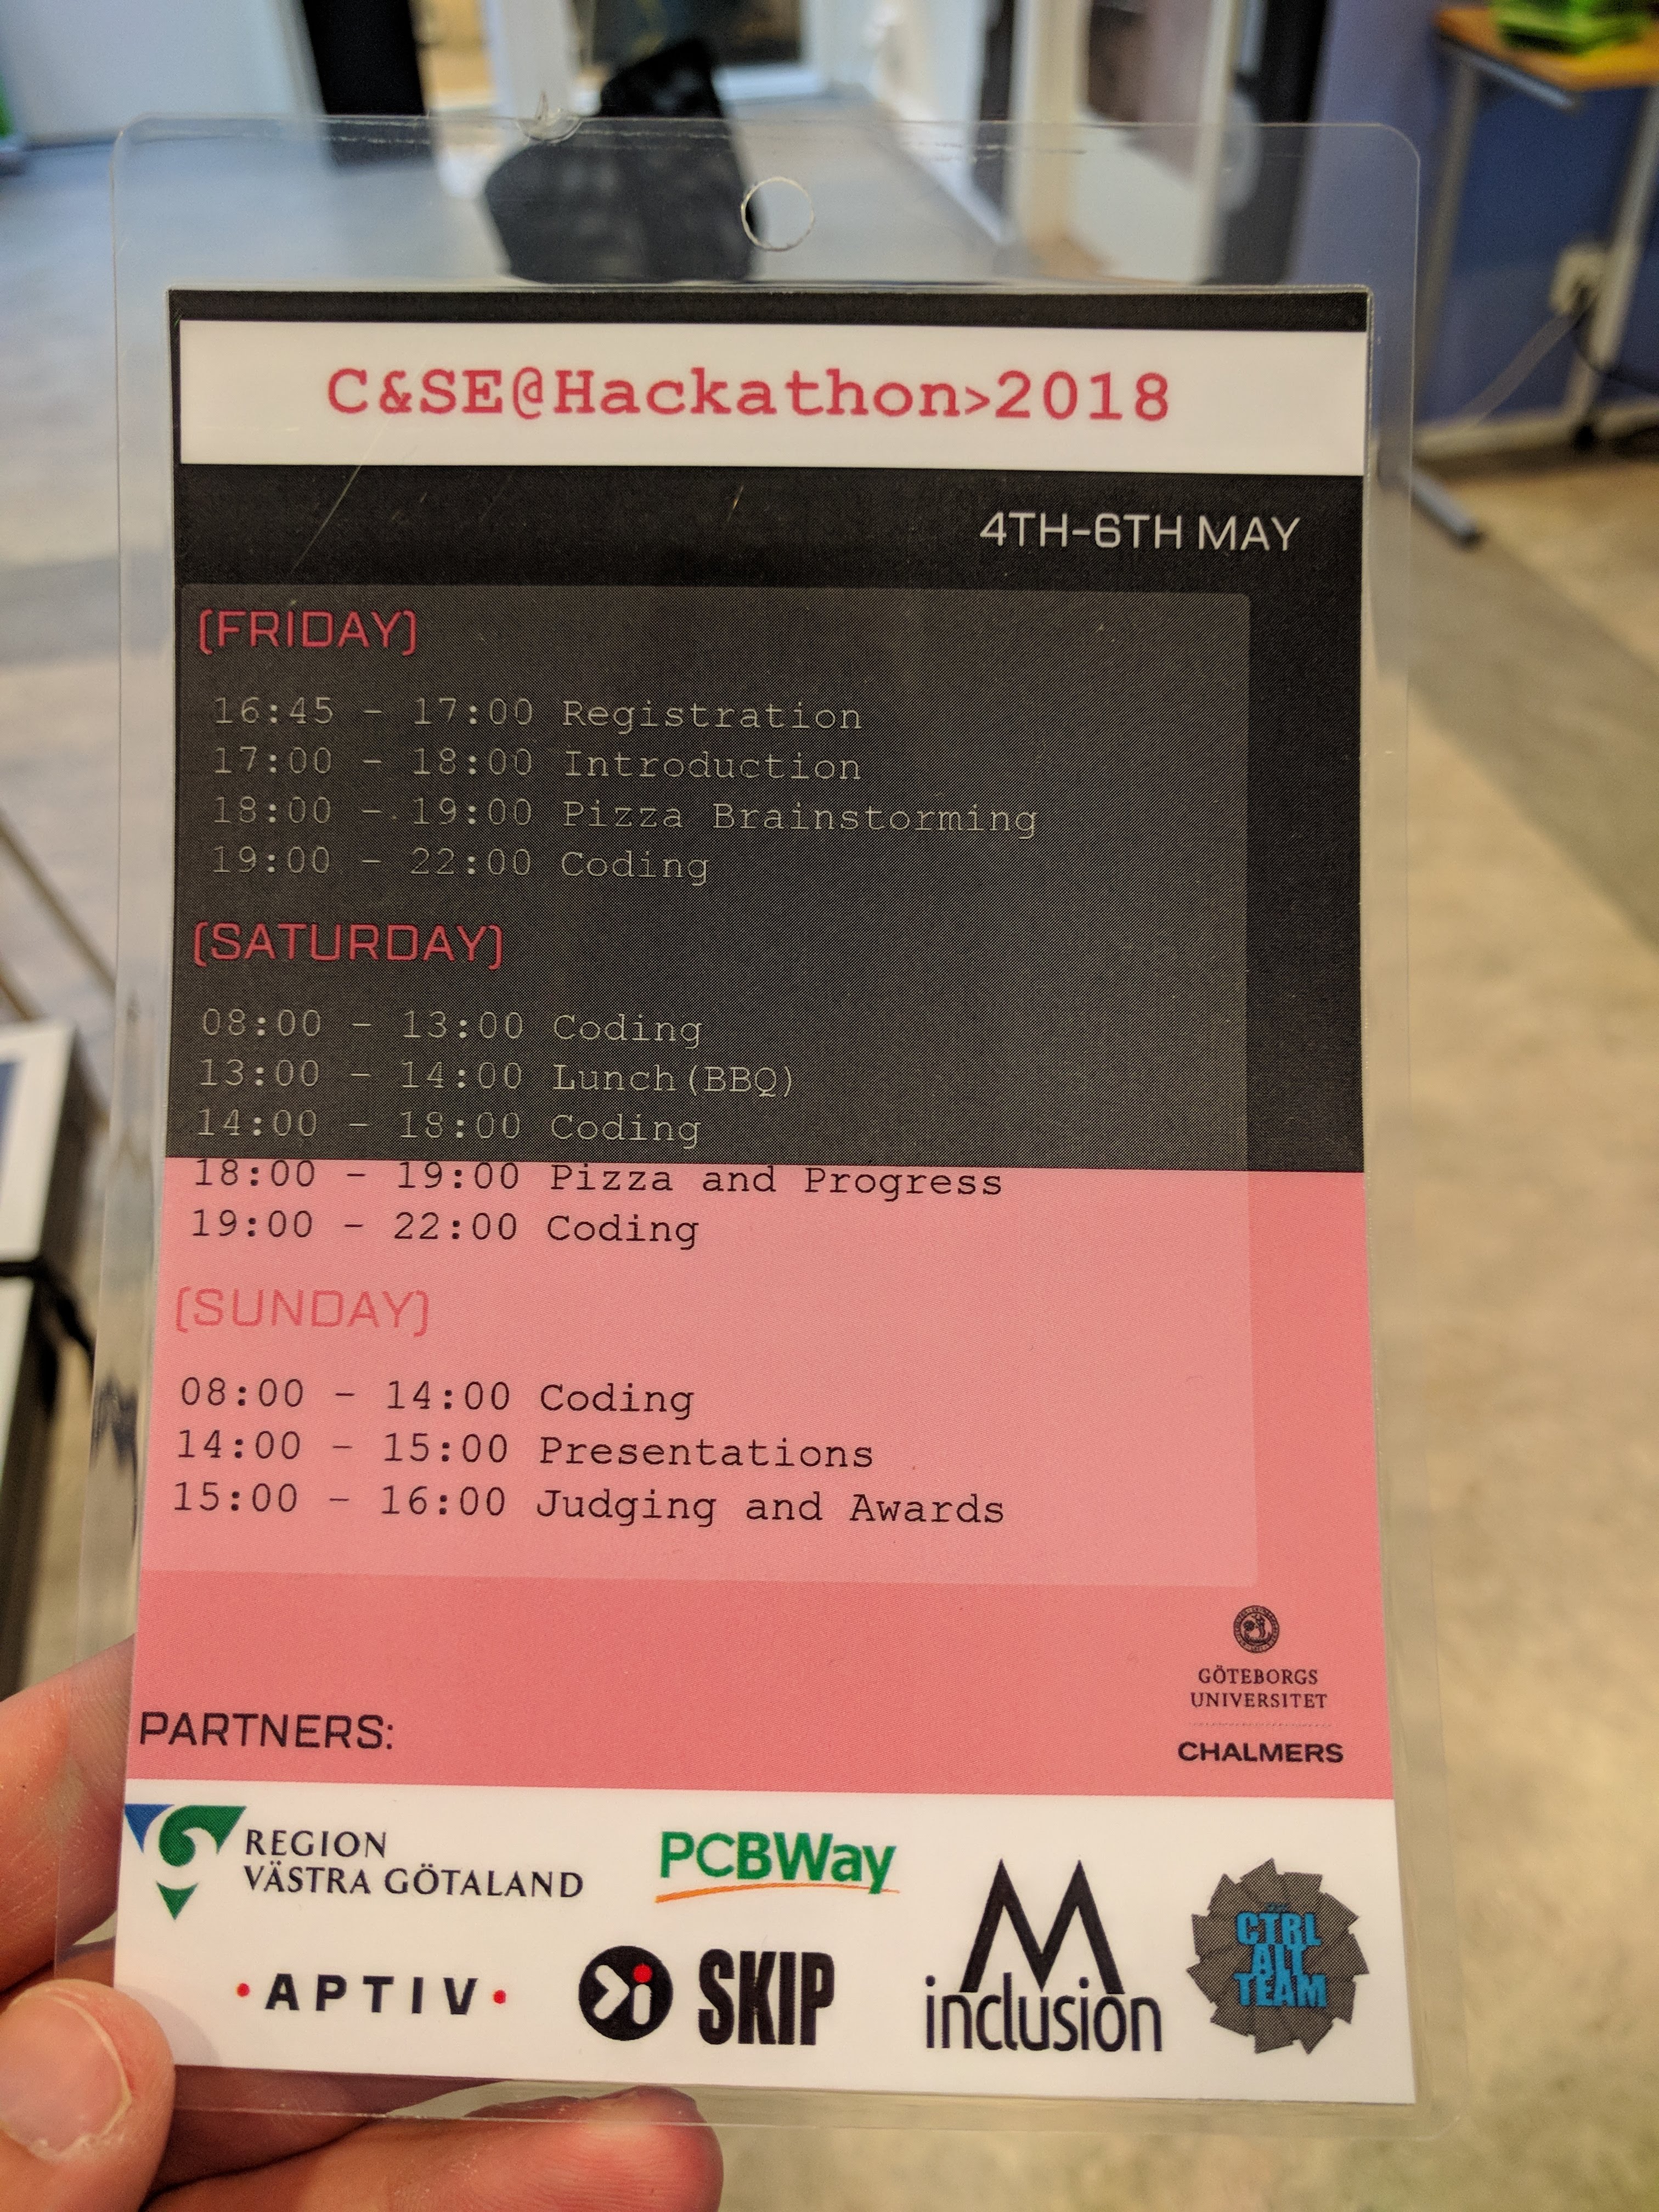 C&SE@Hackathon>2018
4TH-6TH MAY
(FRIDAY)
16:45 - 17:00 Registration
17:00 - 18:00 Introduction
18:00 - 19:00 Pizza Brainstorming
19:00 - 22:00 Coding
(SATURDAY)
08:00 - 13:00 Coding
13:00 - 14:00 Lunch(BBQ)
14:00 - 18:00 Coding
18:00 - 19:00 Pizza and Progress
19:00 - 22:00 Coding
(SUNDAY)
08:00 - 14:00 Coding
14:00 - 15:00 Presentations
15:00 - 16:00 Judging and Awards
GÖTEBORGS
UNIVERSITET
CHALMERS
PARTNERS:
REGION
VÄSTRA GÖTALAND
PCBWay
·APTIV·
SKIP
M
inclusion
CTRL
ALT
TEAM